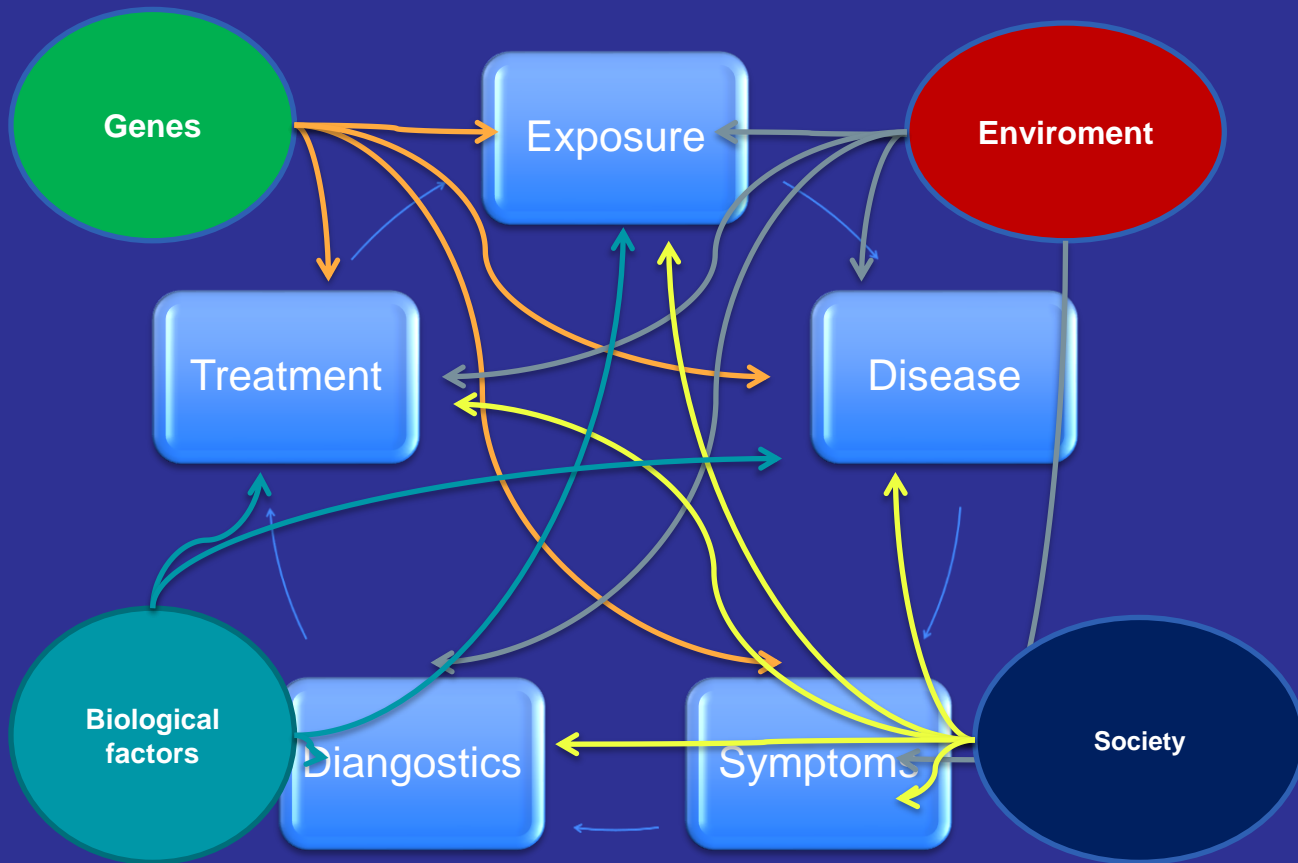 Genes
Exposure
Enviroment
Treatment
Disease
Biological
factors
Diangostics
Symptoms
Society